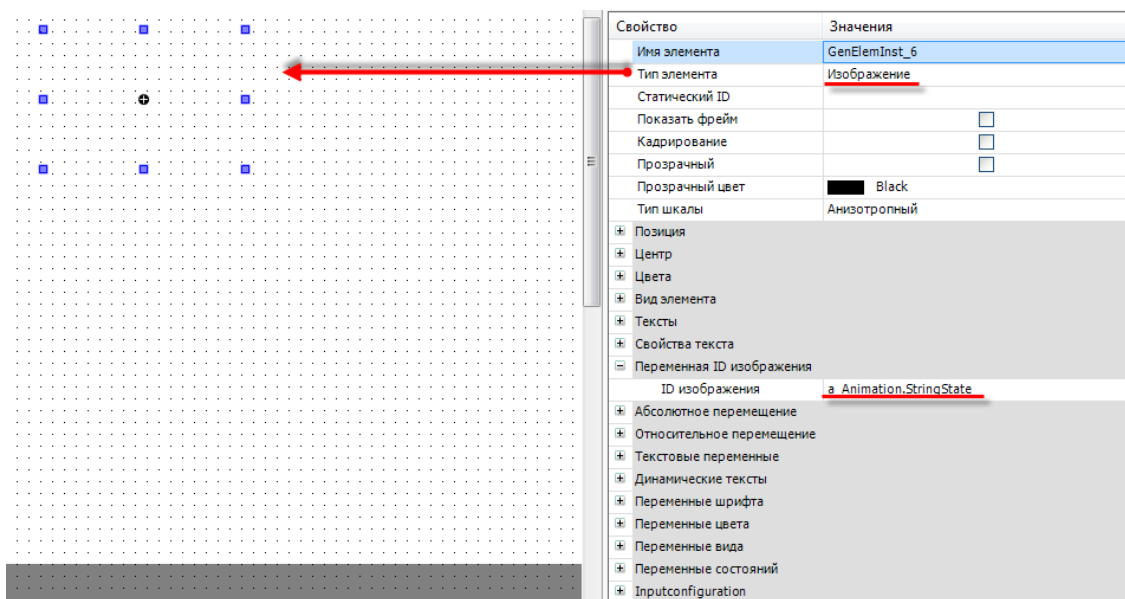 Свойство Значения
Имя элемента GenElemInst_6
Тип элемента Изображение
Статический ID
Показать фрейм
Кадрирование
Прозрачный
Прозрачный цвет Black
Тип шкалы Анизотропный
Позиция
Центр
Цвета
Вид элемента
Тексты
Свойства текста
Переменная ID изображения
ID изображения a_Animation.StringState
Абсолютное перемещение
Относительное перемещение
Текстовые переменные
Динамические тексты
Переменные шрифта
Переменные цвета
Переменные вида
Переменные состояний
Inputconfiguration